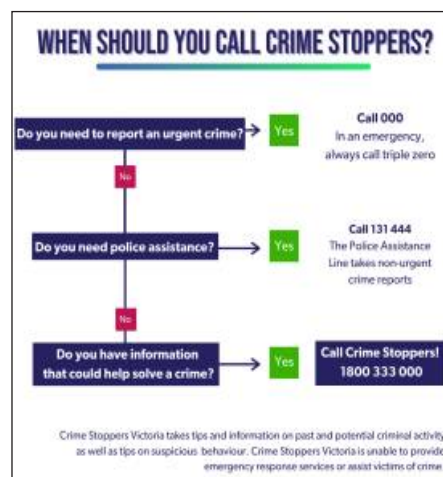 WHEN SHOULD YOU CALL CRIME STOPPERS?
Do you need to report an urgent crime?
Yes
Call 000
In an emergency,
always call triple zero
No
Do you need police assistance?
Yes
Call 131 444
The Police Assistance
Line takes non-urgent
crime reports
No
Do you have information
that could help solve a crime?
Yes
Call Crime Stoppers!
1800 333 000
Crime Stoppers Victoria takes tips and information on past and potential criminal activity
as well as tips on suspicious behaviour. Crime Stoppers Victoria is unable to provide
emergency response services or assist victims of crime